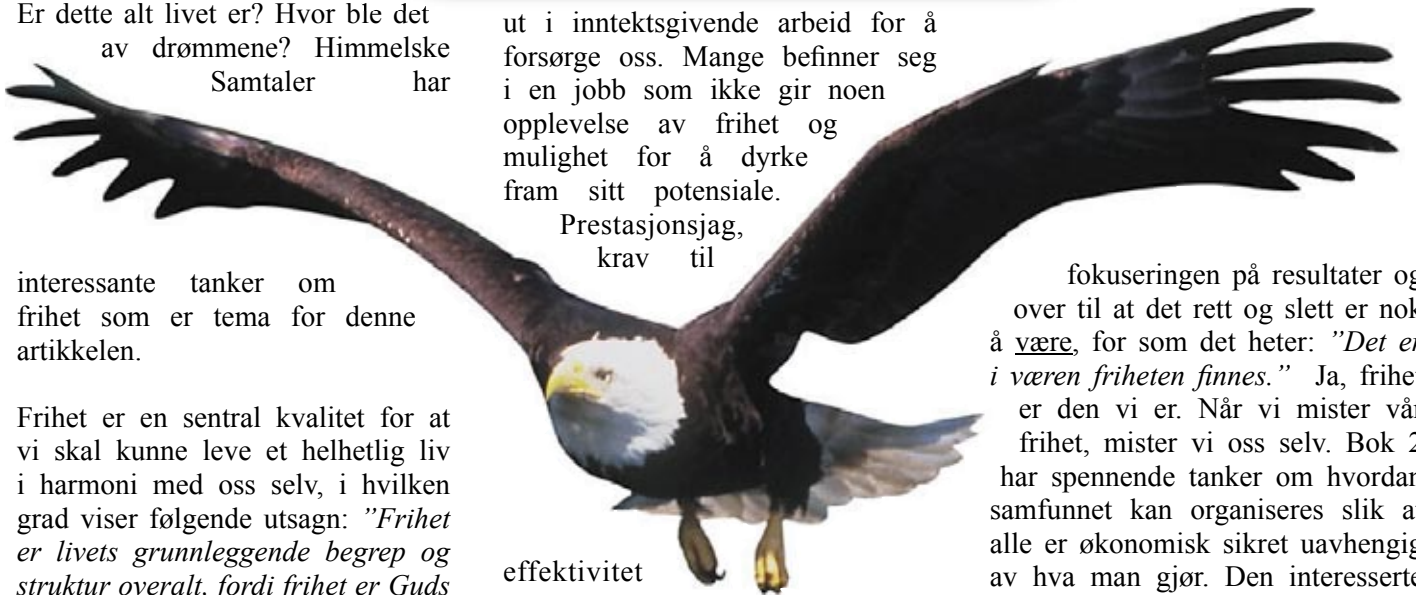 Er dette alt livet er? Hvor ble det
av drømmene? Himmelske
Samtaler har
interessante tanker om
frihet som er tema for denne
artikkelen.
Frihet er en sentral kvalitet for at
vi skal kunne leve et helhetlig liv
i harmoni med oss selv, i hvilken
grad viser følgende utsagn: ”Frihet
er livets grunnleggende begrep og
struktur overalt, fordi frihet er Guds
ut i inntektsgivende arbeid for å
forsørge oss. Mange befinner seg
i en jobb som ikke gir noen
opplevelse av frihet og
mulighet for å dyrke
fram sitt potensiale.
Prestasjonsjag,
krav til
effektivitet
fokuseringen på resultater og
over til at det rett og slett er nok
å være, for som det heter: ”Det er
i væren friheten finnes.” Ja, frihet
er den vi er. Når vi mister vår
frihet, mister vi oss selv. Bok 2
har spennende tanker om hvordan
samfunnet kan organiseres slik at
alle er økonomisk sikret uavhengig
av hva man gjør. Den interesserte